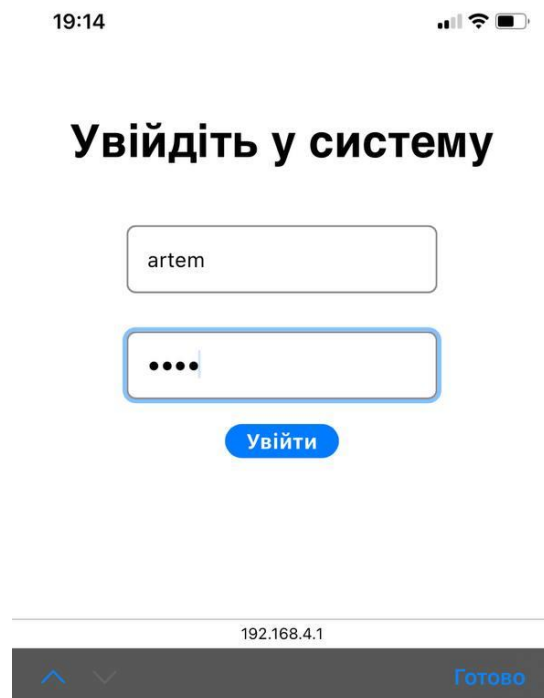 19:14
Увійдіть у систему
artem
••••
Увійти
192.168.4.1
Готово